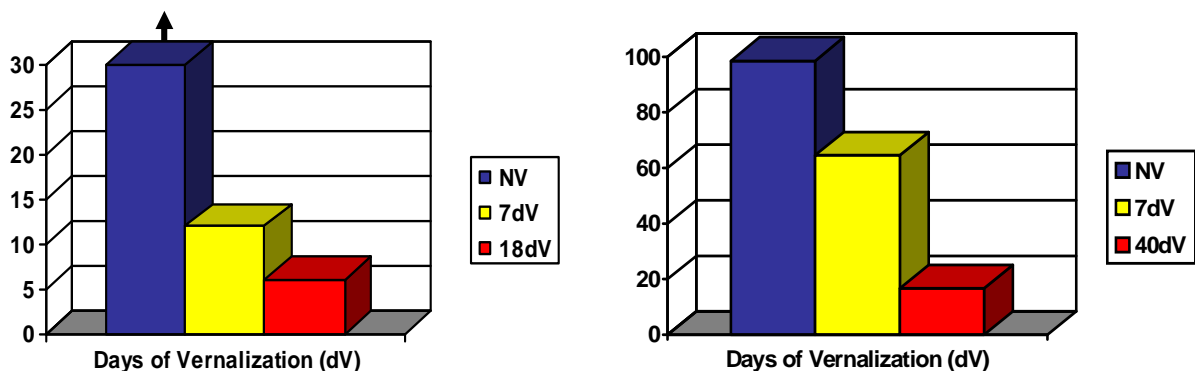 30
25
20
15
10
5
0
Days of Vernalization (dV)
NV
7dV
18dV
100
80
60
40
20
0
Days of Vernalization (dV)
NV
7dV
40dV